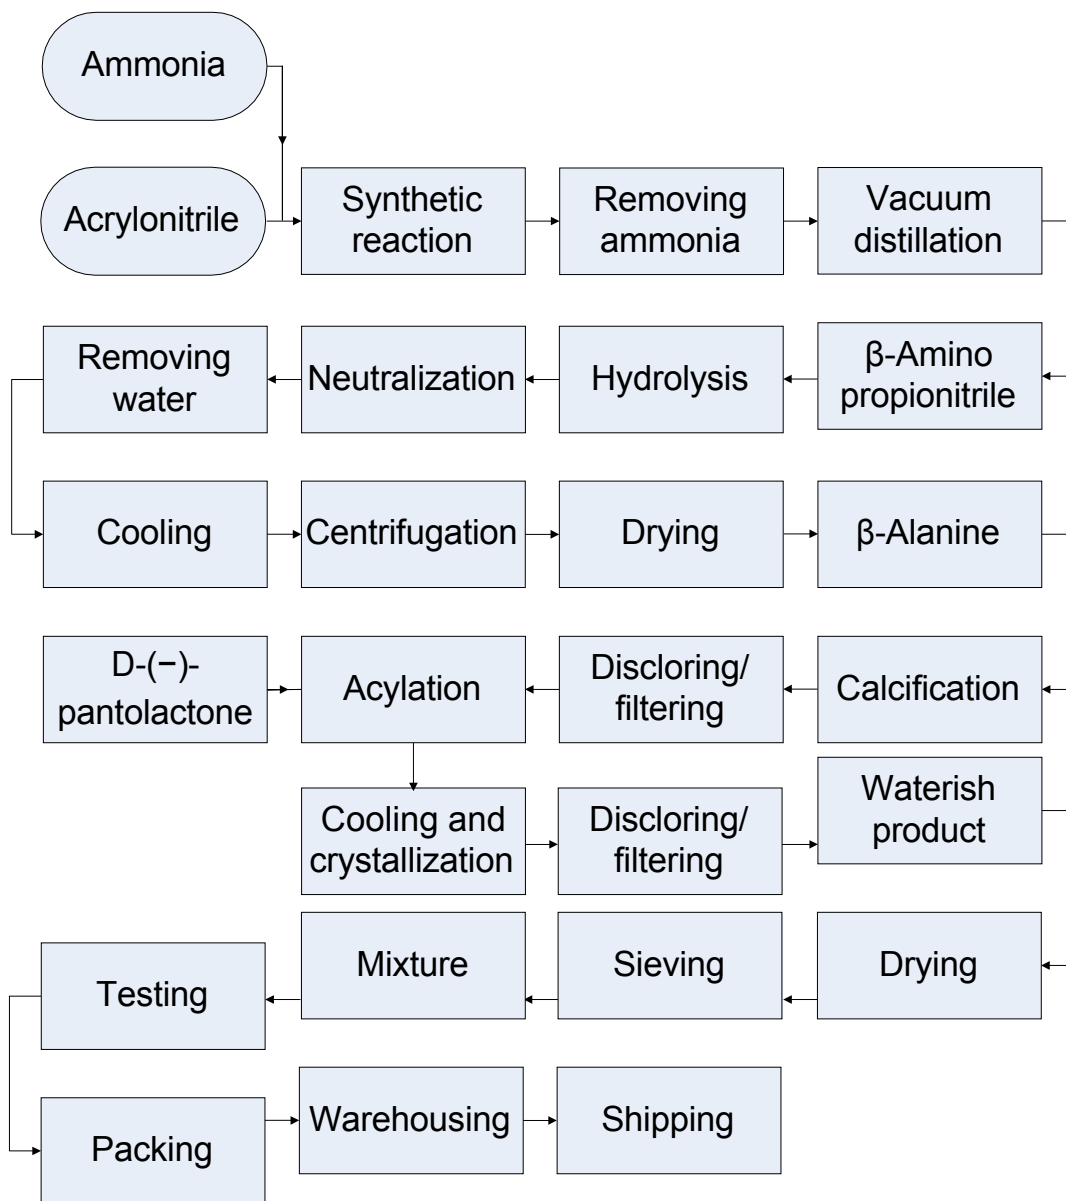 Ammonia
Acrylonitrile
Synthetic
reaction
Removing
ammonia
Vacuum
distillation
β-Amino
propionitrile
Hydrolysis
Neutralization
Removing
water
Cooling
Centrifugation
Drying
β-Alanine
Calcification
Discloring/
filtering
D-(−)-
pantolactone
Acylation
Cooling and
crystallization
Discloring/
filtering
Waterish
product
Drying
Sieving
Mixture
Testing
Packing
Warehousing
Shipping